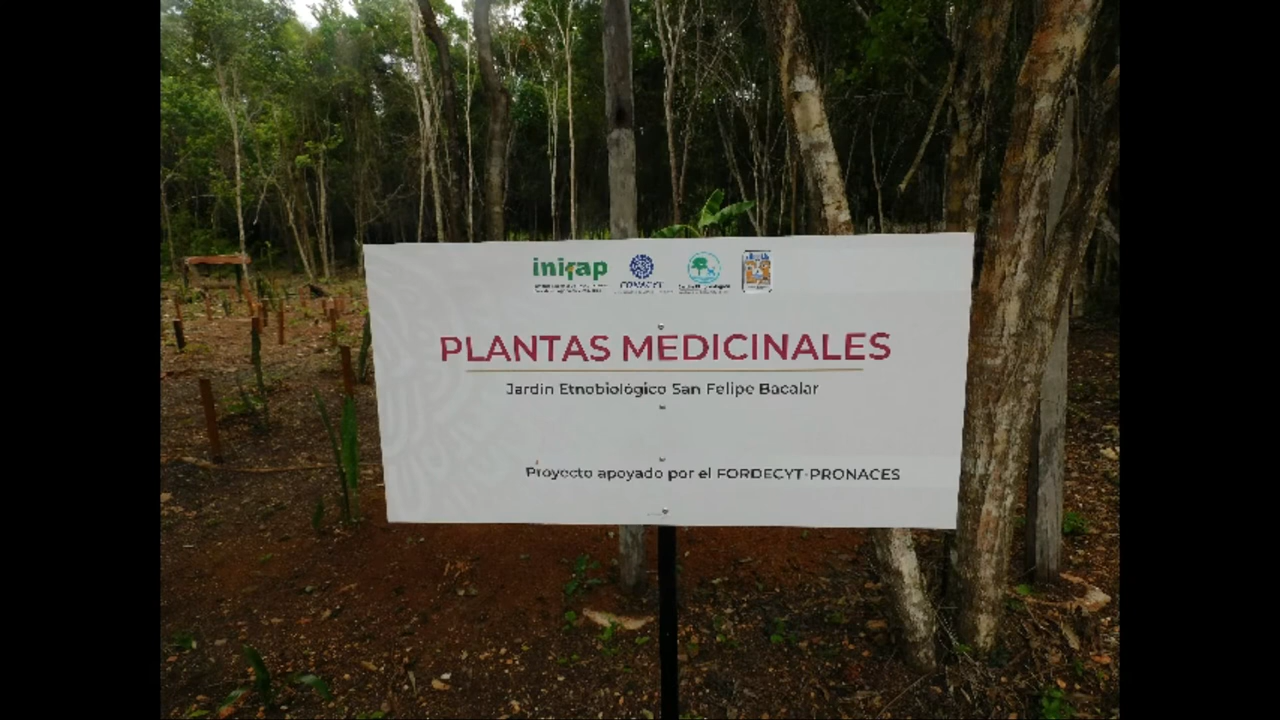 inifap
CONACYT
PLANTAS MEDICINALES
Jardín Etnobiológico San Felipe Bacalar
Proyecto apoyado por el FORDECYT-PRONACES